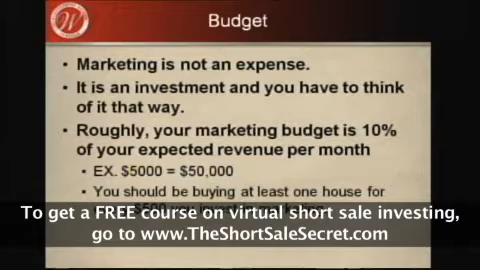 W
Budget
• Marketing is not an expense.
• It is an investment and you have to think
of it that way.
• Roughly, your marketing budget is 10%
of your expected revenue per month
• EX. $5000 = $50,000
• You should be buying at least one house for
To get a FREE course on virtual short sale investing,
go to www.TheShortSaleSecret.com